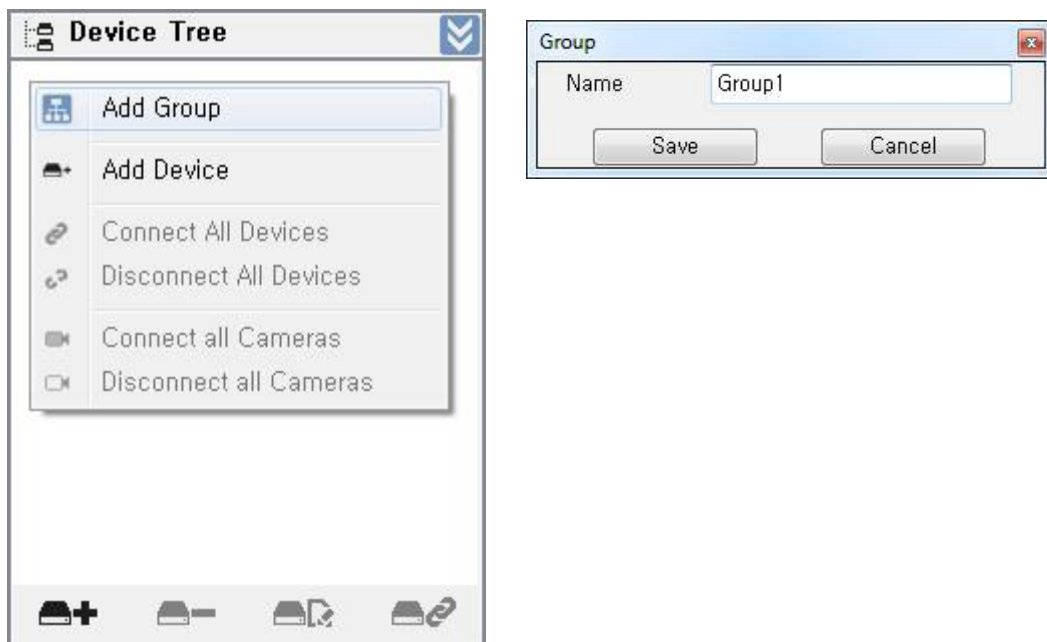 Device Tree
Add Group
Add Device
Connect All Devices
Disconnect All Devices
Connect all Cameras
Disconnect all Cameras
Group
Name Group1
Save Cancel